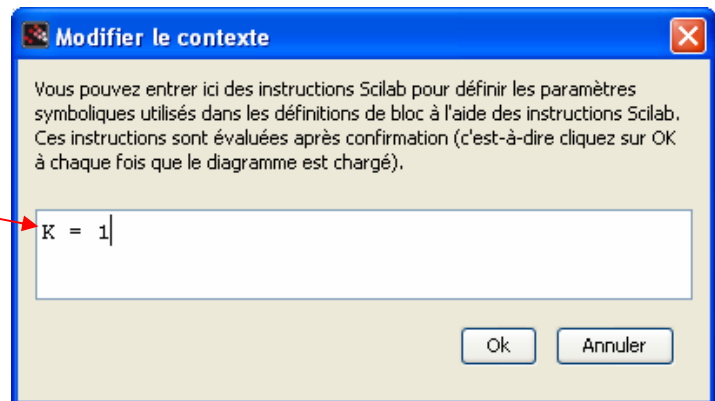 Modifier le contexte
Vous pouvez entrer ici des instructions Scilab pour définir les paramètres
symboliques utilisés dans les définitions de bloc à l'aide des instructions Scilab.
Ces instructions sont évaluées après confirmation (c'est-à-dire cliquez sur OK
à chaque fois que le diagramme est chargé).
K = 1
Ok Annuler